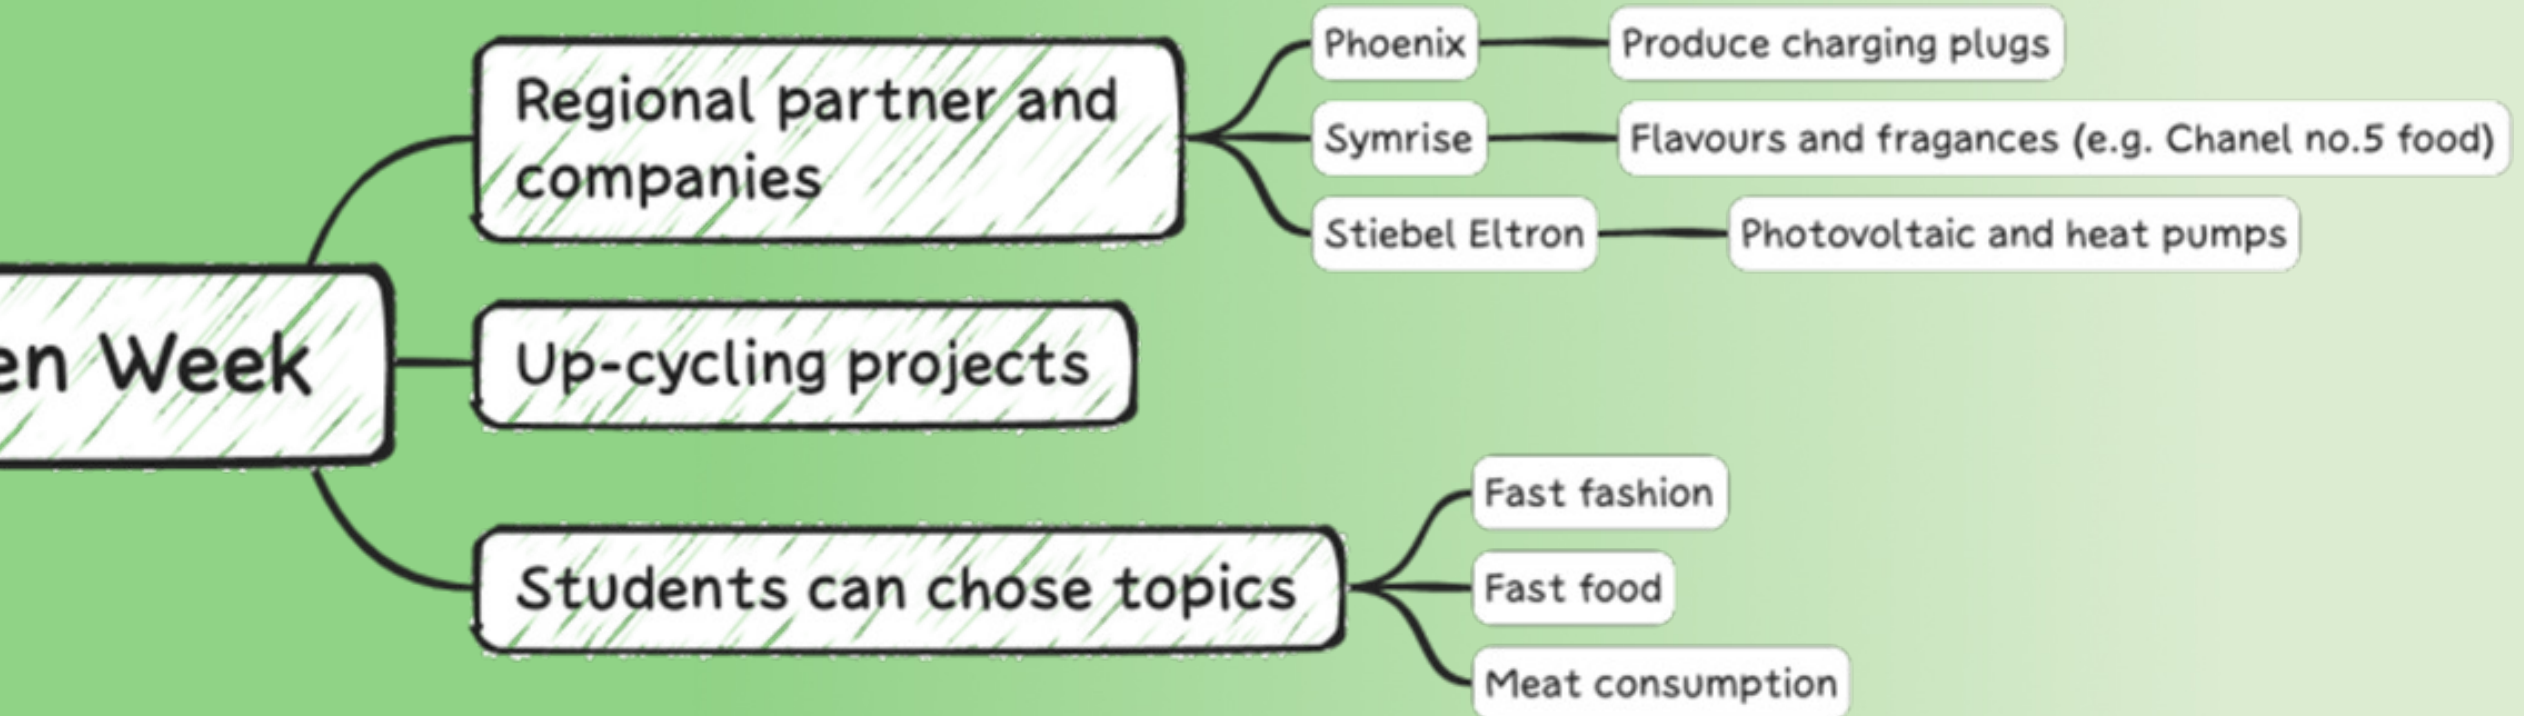 Regional partner and
companies
Phoenix
Produce charging plugs
Symrise
Flavours and fragances (e.g. Chanel no.5 food)
Stiebel Eltron
Photovoltaic and heat pumps
en Week
Up-cycling projects
Students can chose topics
Fast fashion
Fast food
Meat consumption